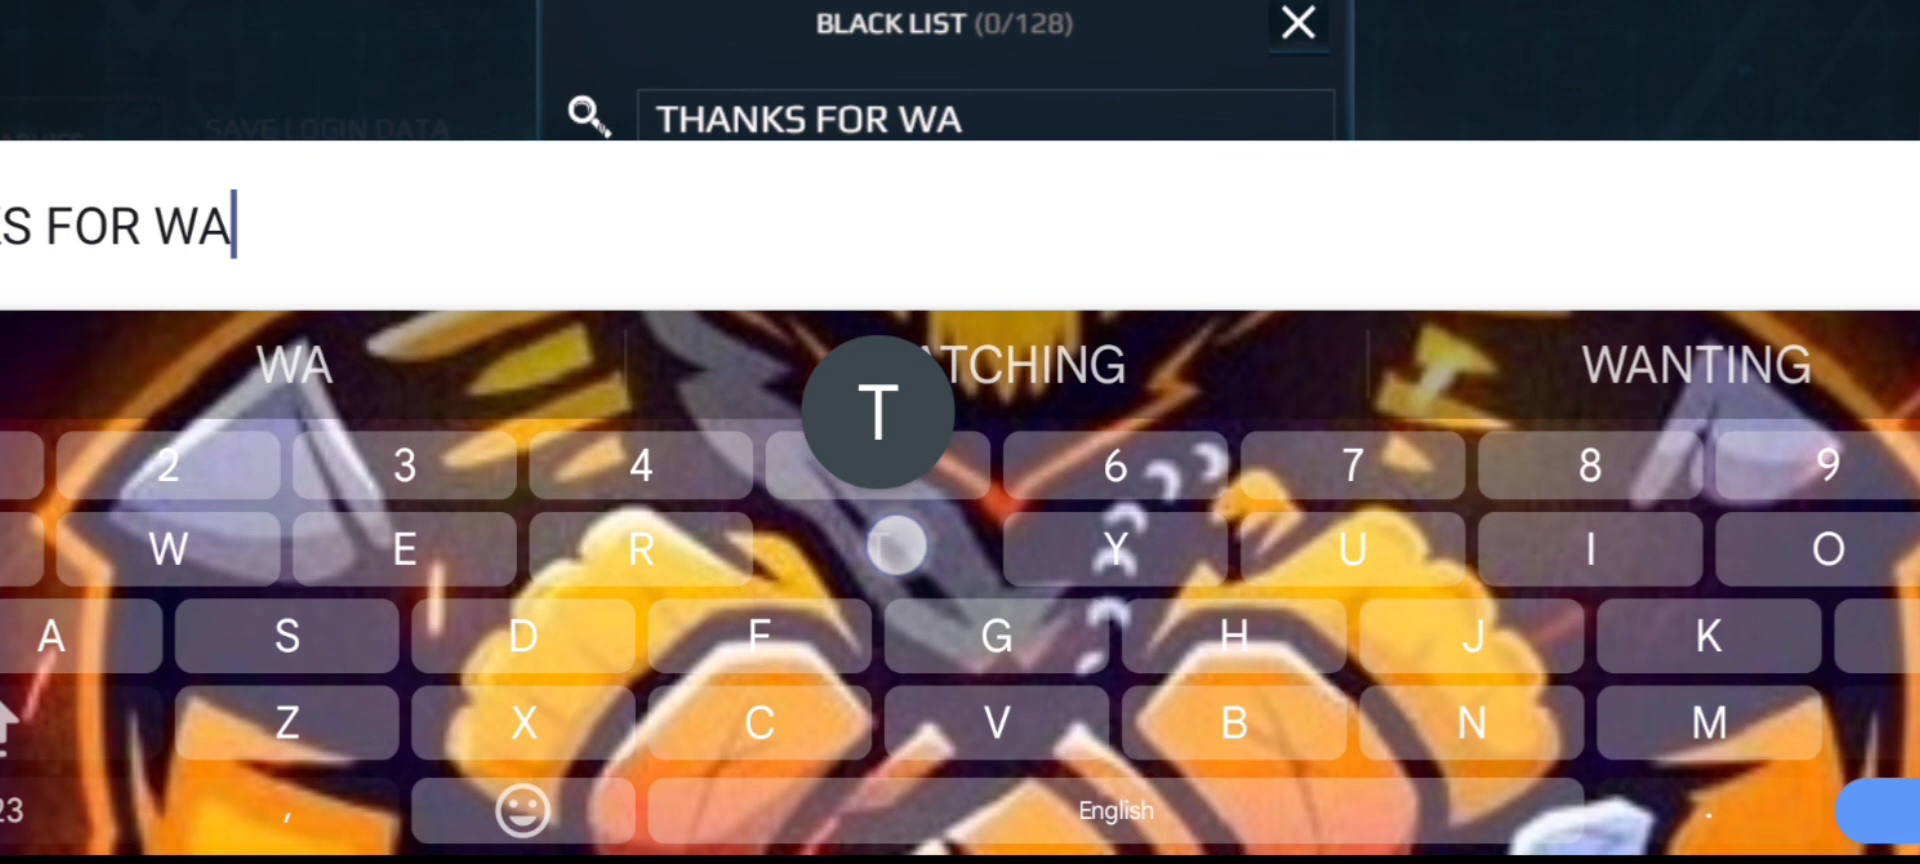 BLACK LIST (0/128)
SAVE LOGIN DATA
THANKS FOR WA
S FOR WA
WA
ATCHING
WANTING
T
2 3 4 6 7 8 9
W E R T Y U I O
A S D F G H J K
Z X C V B N M
23 , English .